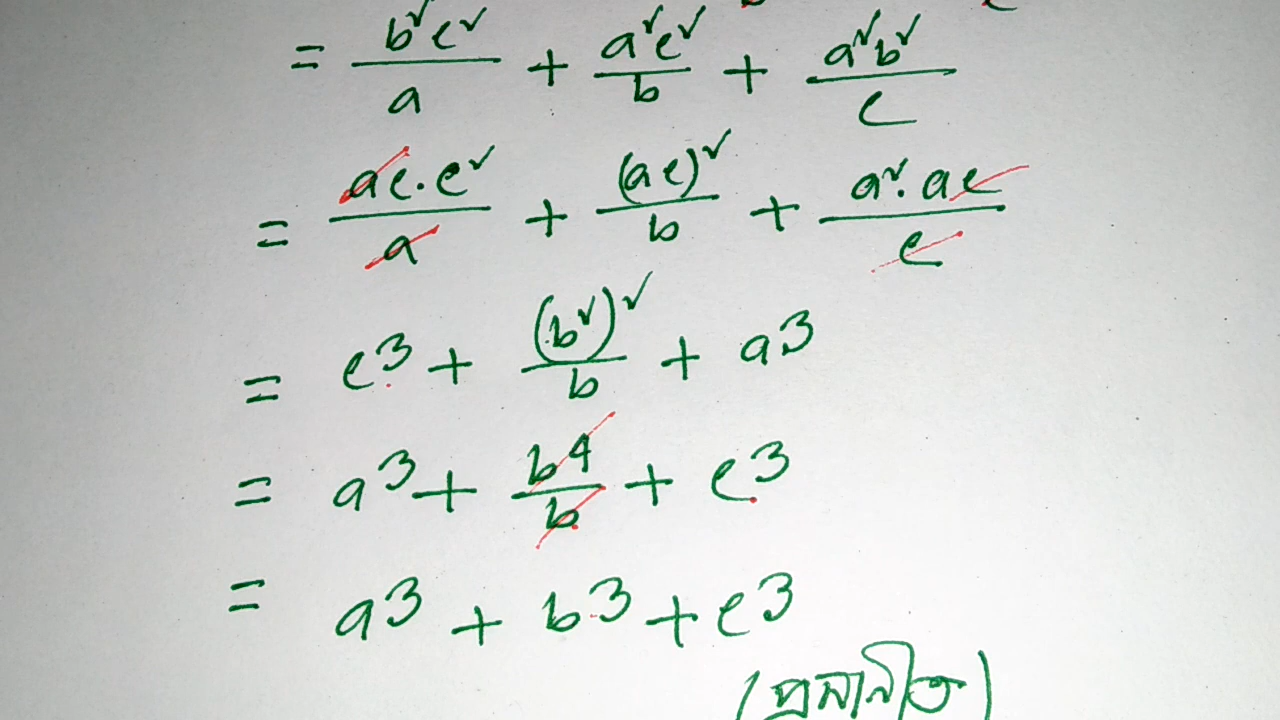 = b²c²/a + a²c²/b + a²b²/c
= ac·c²/a + (ac)²/b + a²·ac/c
= c³ + (b²)²/b + a³
= a³ + b⁴/b + c³
= a³ + b³ + c³
(প্রমানীত)